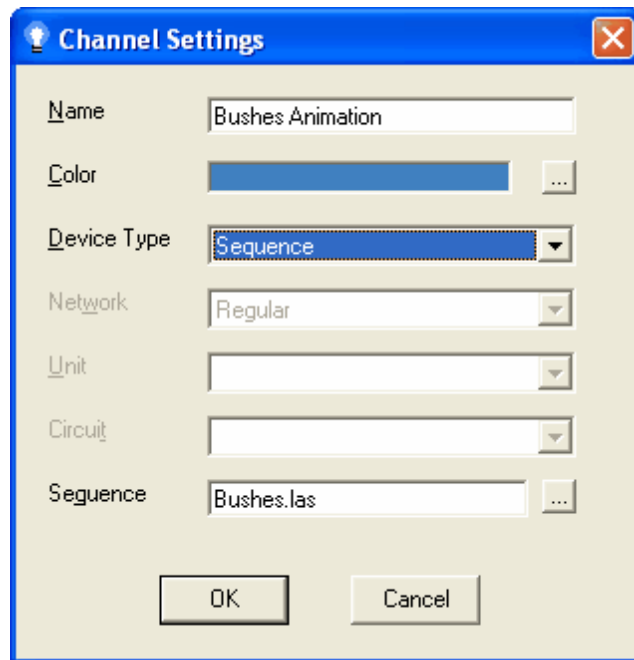 Channel Settings
Name Bushes Animation
Color ...
Device Type Sequence
Network Regular
Unit
Circuit
Sequence Bushes.las ...
OK Cancel